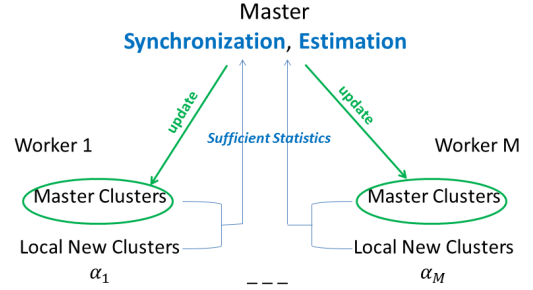 Master
Synchronization, Estimation
update
update
Sufficient Statistics
Worker 1
Worker M
Master Clusters
Master Clusters
Local New Clusters
Local New Clusters
α₁
αM